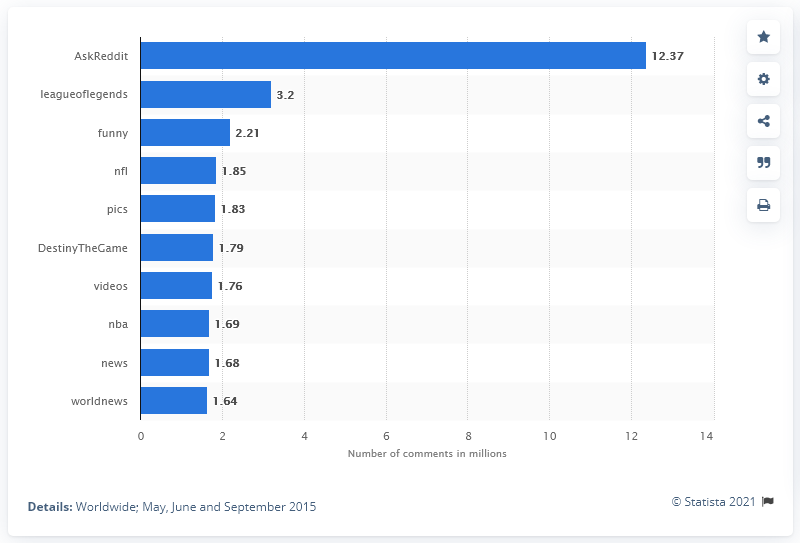 AskReddit 12.37
leagueoflegends 3.2
funny 2.21
nfl 1.85
pics 1.83
DestinyTheGame 1.79
videos 1.76
nba 1.69
news 1.68
worldnews 1.64
0 2 4 6 8 10 12 14
Number of comments in millions
Details: Worldwide; May, June and September 2015
© Statista 2021